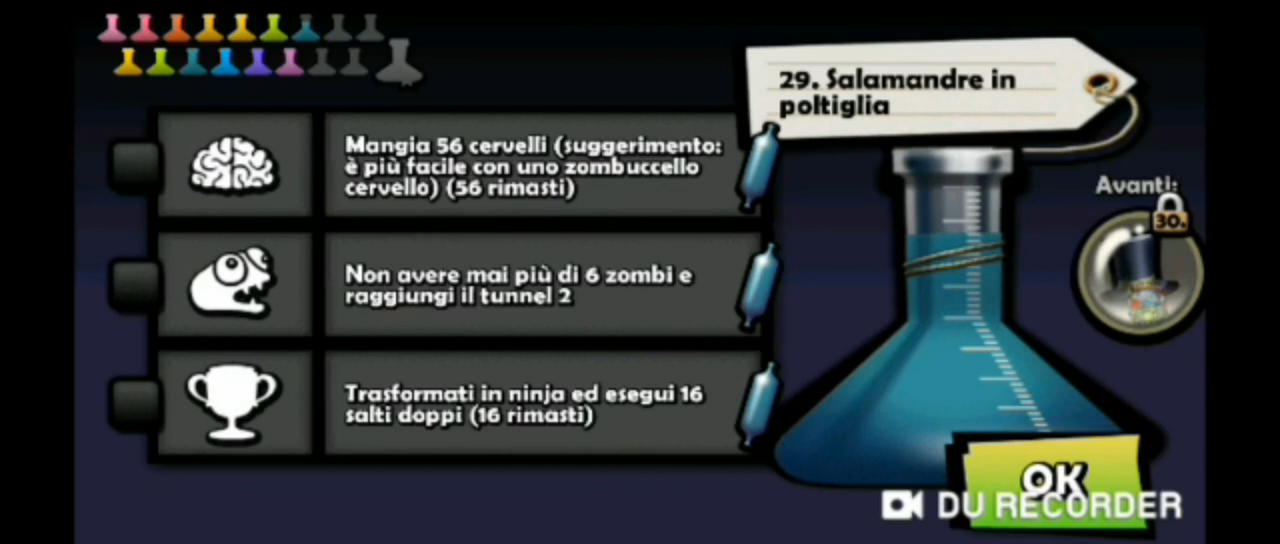 29. Salamandre in
poltiglia
Mangia 56 cervelli (suggerimento:
è più facile con uno zombuccello
cervello) (56 rimasti)
Avanti:
30.
Non avere mai più di 6 zombi e
raggiungi il tunnel 2
Trasformati in ninja ed esegui 16
salti doppi (16 rimasti)
OK
DU RECORDER